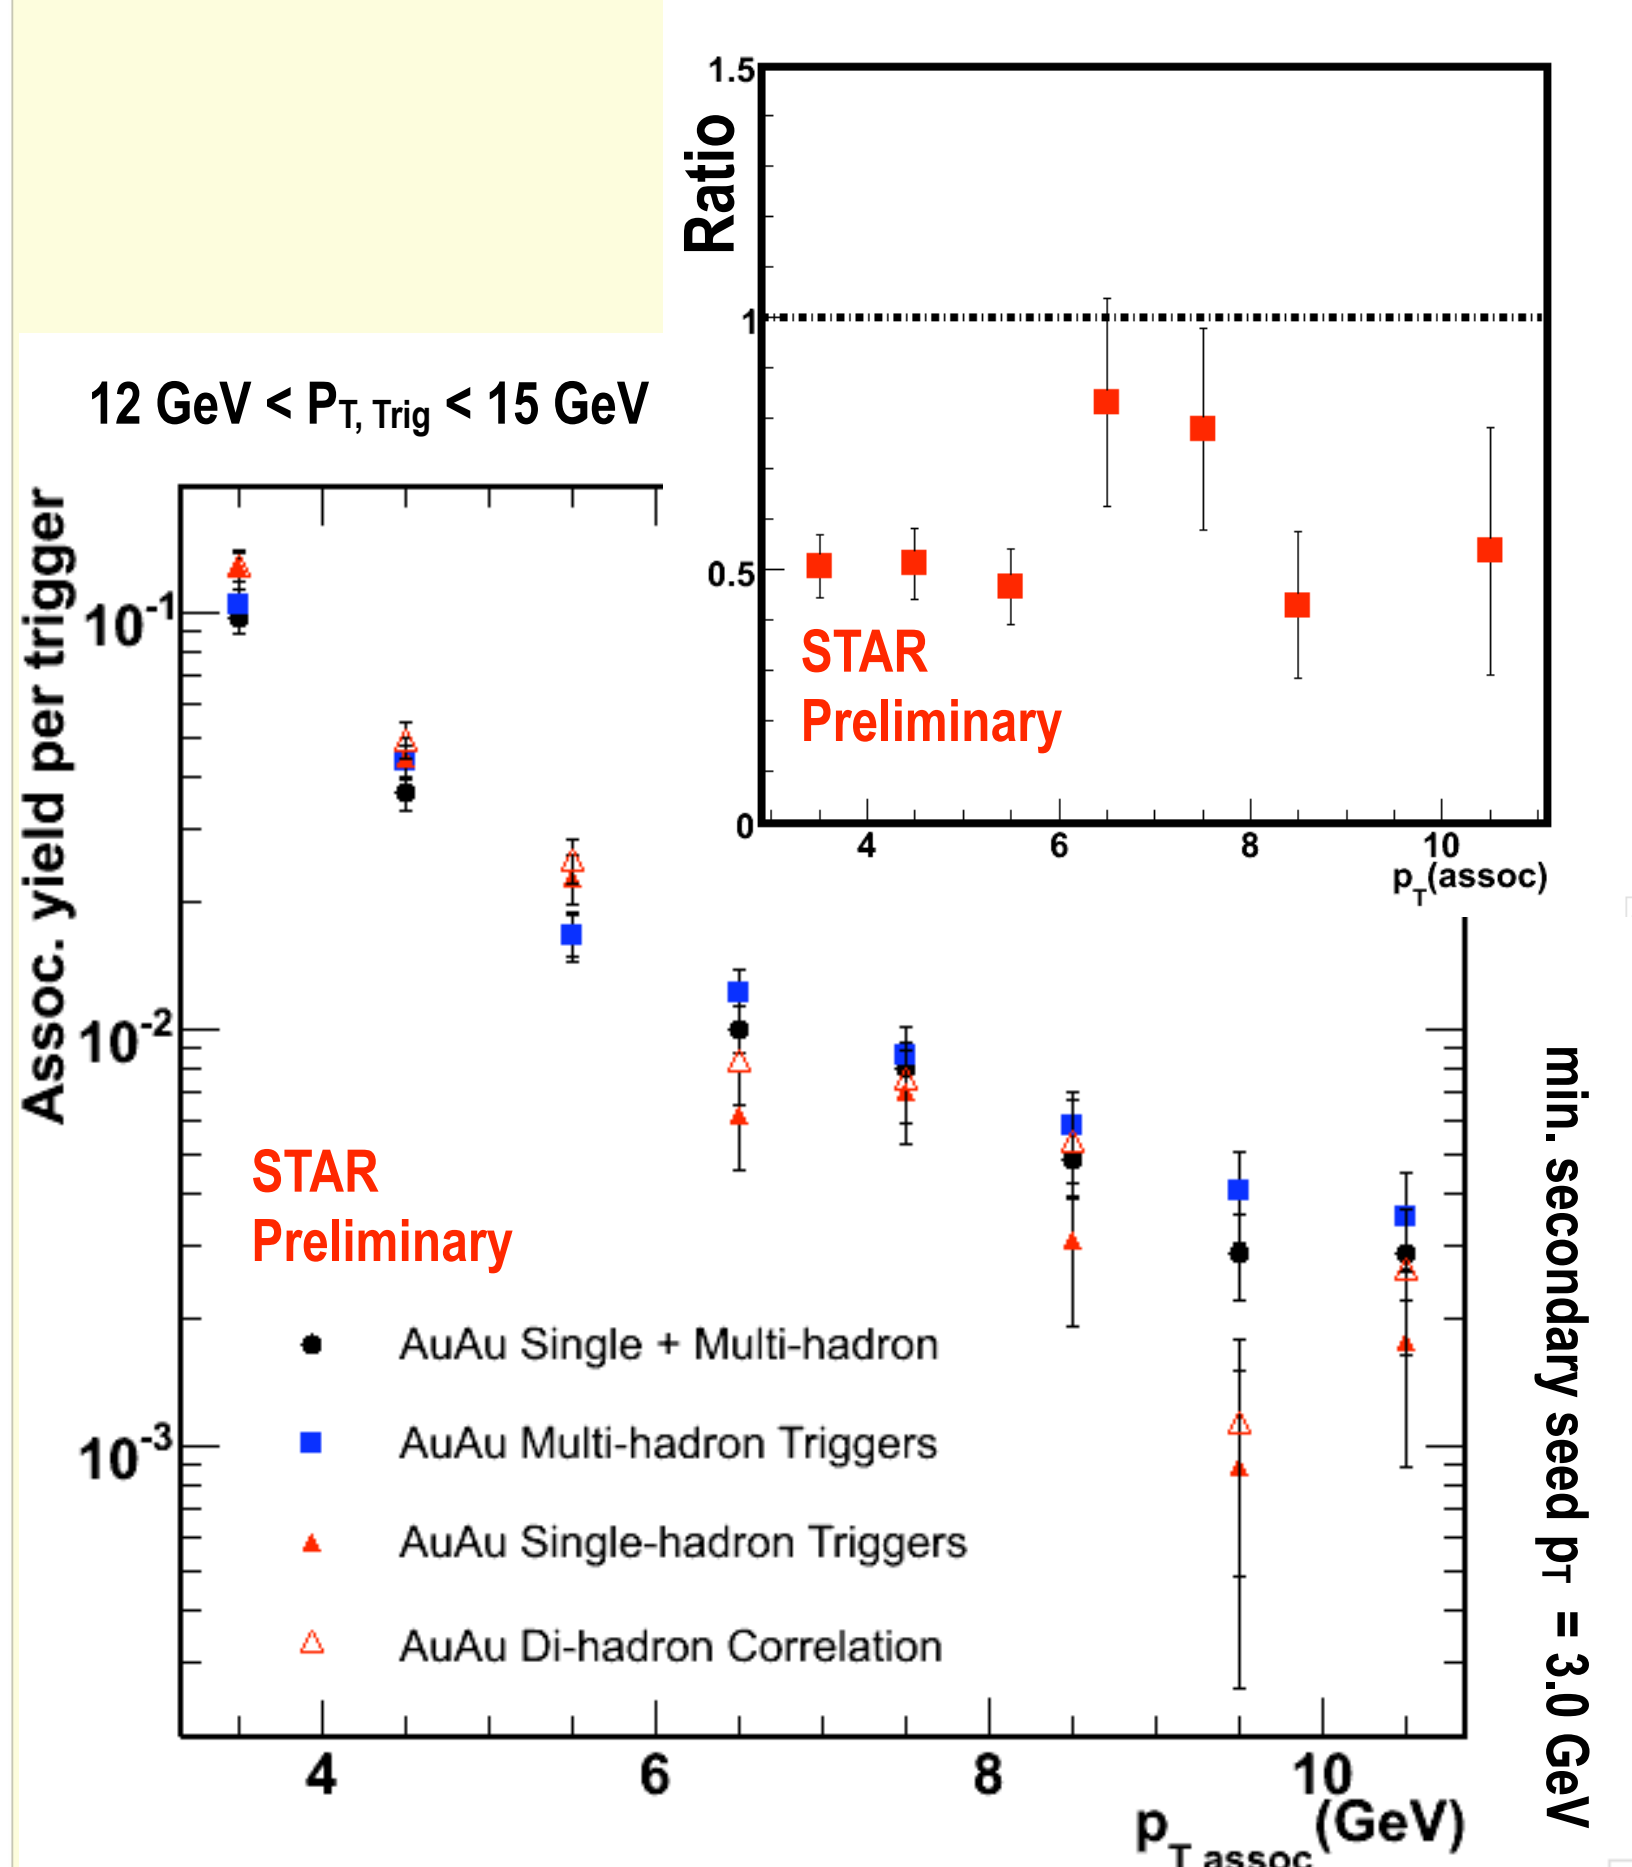 1.5
Ratio
1
0.5
0
STAR
Preliminary
4 6 8 10
p_T(assoc)
12 GeV < P_T, Trig < 15 GeV
Assoc. yield per trigger
10^-1
10^-2
10^-3
STAR
Preliminary
AuAu Single + Multi-hadron
AuAu Multi-hadron Triggers
AuAu Single-hadron Triggers
AuAu Di-hadron Correlation
4 6 8 10
p_T assoc (GeV)
min. secondary seed p_T = 3.0 GeV